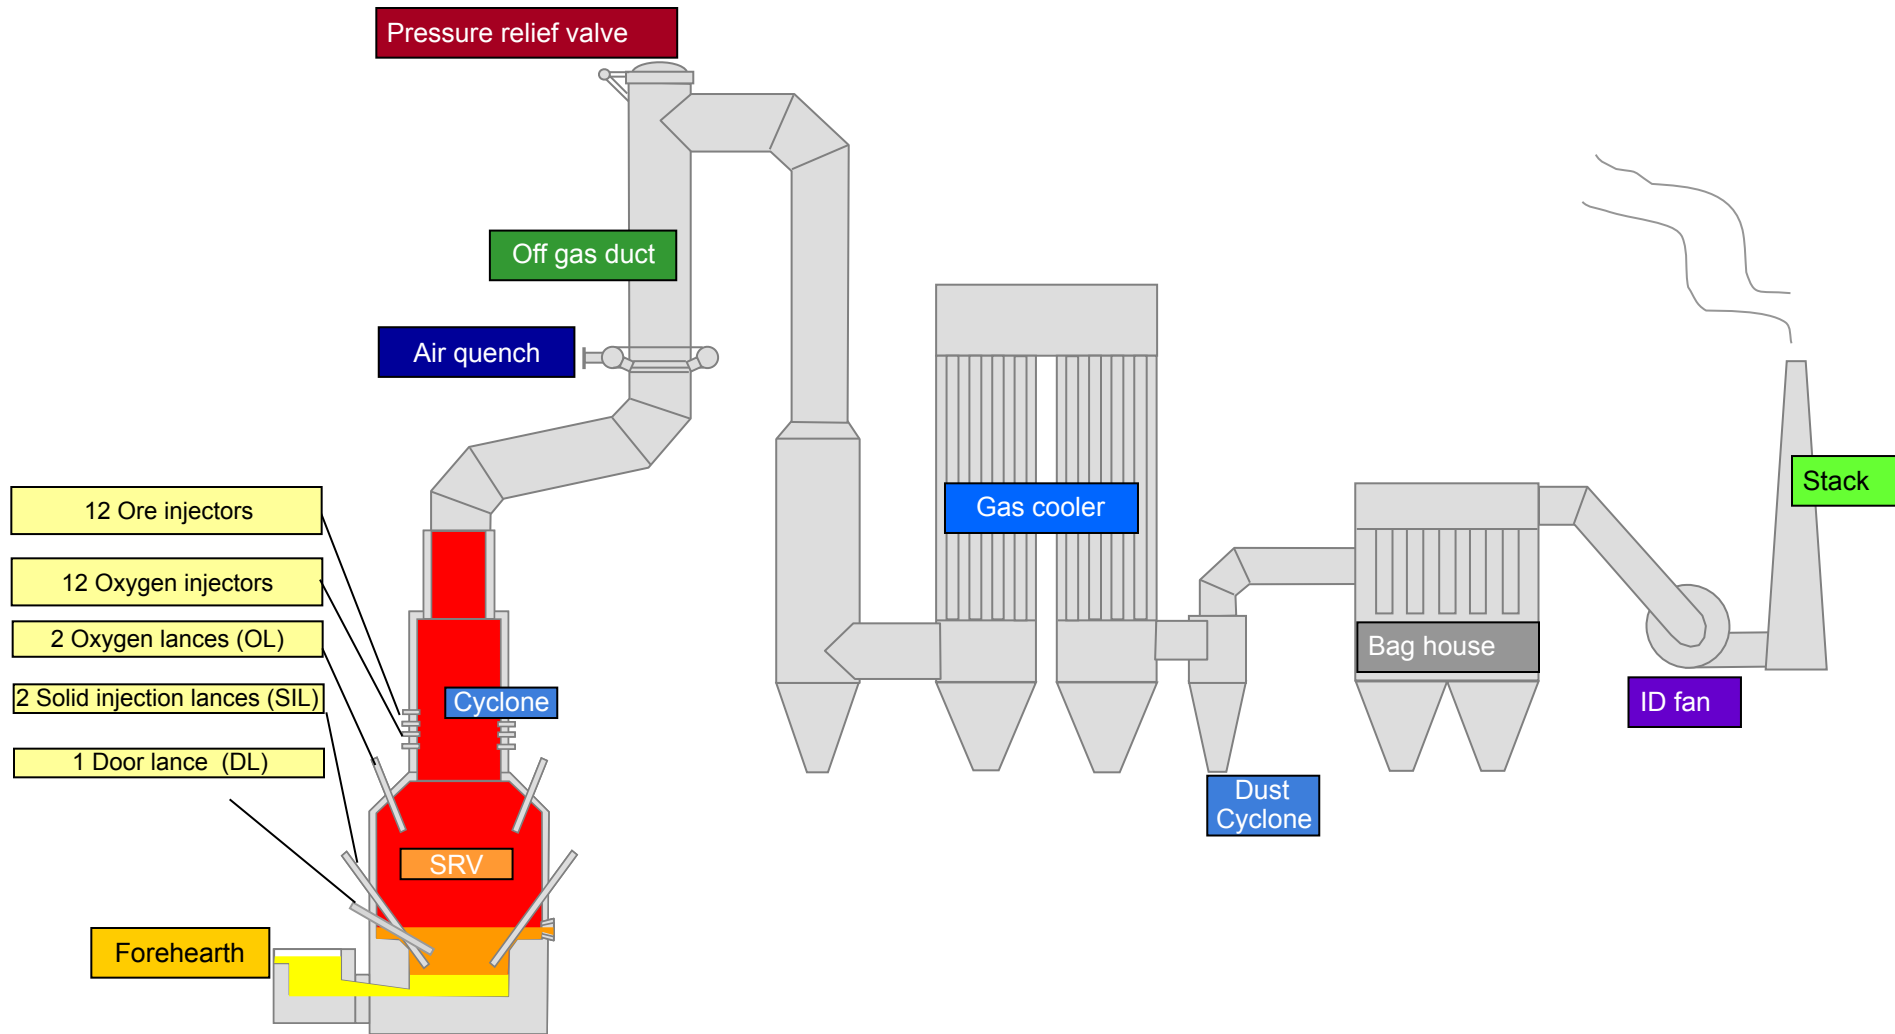 Pressure relief valve
Off gas duct
Air quench
12 Ore injectors
12 Oxygen injectors
2 Oxygen lances (OL)
2 Solid injection lances (SIL)
1 Door lance  (DL)
Cyclone
SRV
Forehearth
Gas cooler
Dust
Cyclone
Bag house
ID fan
Stack